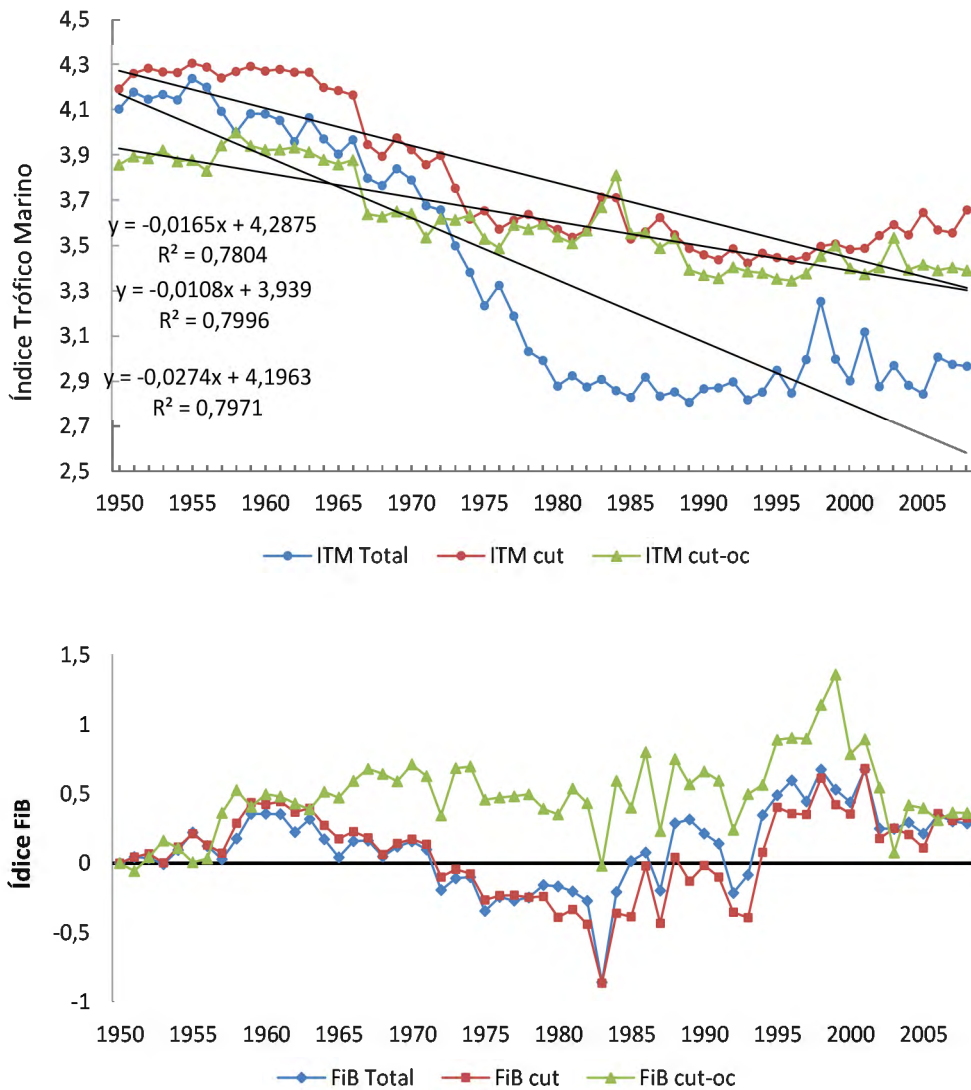 4,5
4,3
4,1
3,9
3,7
3,5
3,3
3,1
2,9
2,7
2,5
Índice Trófico Marino
y = -0,0165x + 4,2875
R² = 0,7804
y = -0,0108x + 3,939
R² = 0,7996
y = -0,0274x + 4,1963
R² = 0,7971
1950 1955 1960 1965 1970 1975 1980 1985 1990 1995 2000 2005
ITM Total ITM cut ITM cut-oc
1,5
1
0,5
0
-0,5
-1
Ídice FiB
1950 1955 1960 1965 1970 1975 1980 1985 1990 1995 2000 2005
FiB Total FiB cut FiB cut-oc